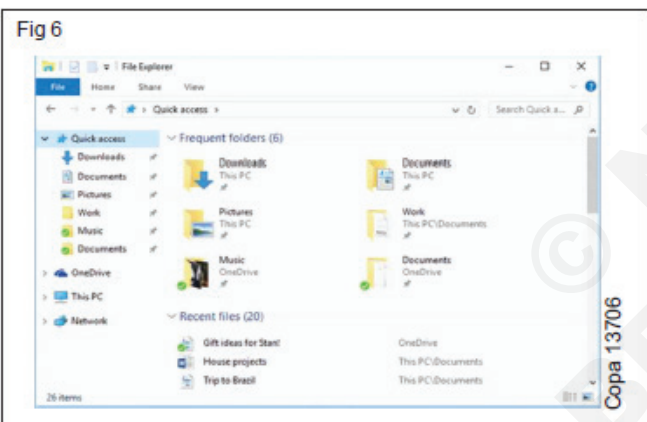 Fig 6
File Explorer
File Home Share View
Quick access
Search Quick a...
Quick access
Downloads
Documents
Pictures
Work
Music
Documents
OneDrive
This PC
Network
Frequent folders (6)
Downloads
This PC
Documents
This PC
Pictures
This PC
Work
This PC\Documents
Music
OneDrive
Documents
OneDrive
Recent files (20)
Gift ideas for Stan! OneDrive
House projects This PC\Documents
Trip to Brazil This PC\Documents
26 items
Copa 13706